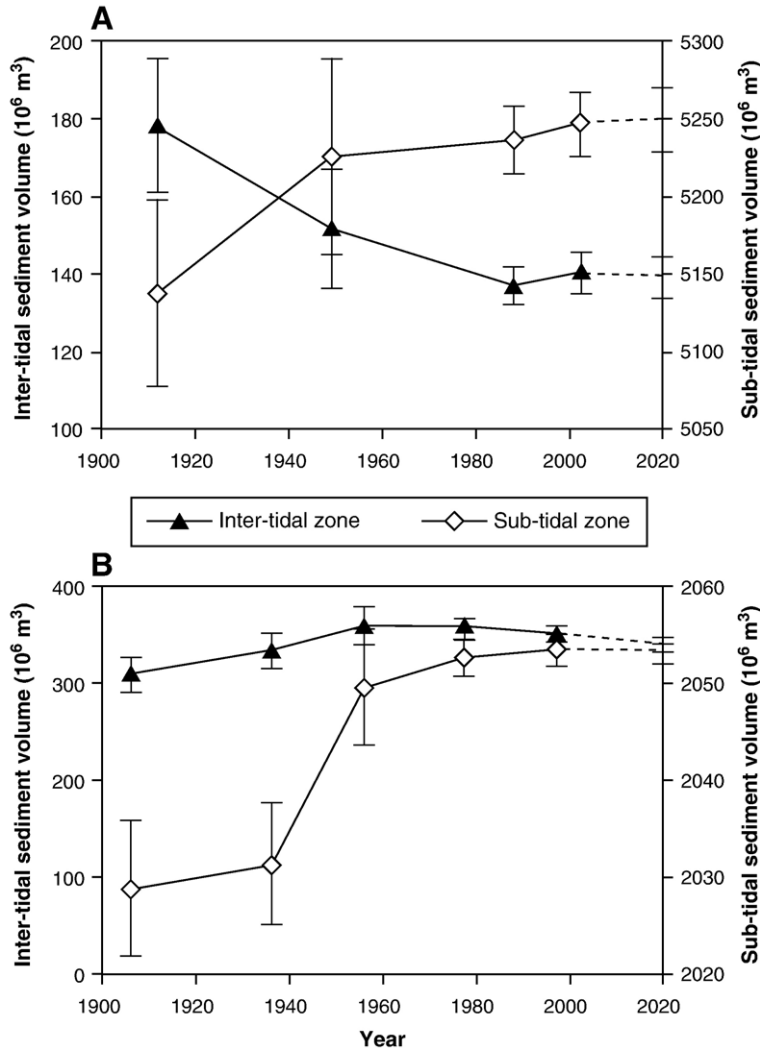 A
200
180
160
140
120
100
Inter-tidal sediment volume (10⁶ m³)
5300
5250
5200
5150
5100
5050
Sub-tidal sediment volume (10⁶ m³)
1900 1920 1940 1960 1980 2000 2020
Inter-tidal zone Sub-tidal zone
B
400
300
200
100
0
Inter-tidal sediment volume (10⁶ m³)
2060
2050
2040
2030
2020
Sub-tidal sediment volume (10⁶ m³)
1900 1920 1940 1960 1980 2000 2020
Year